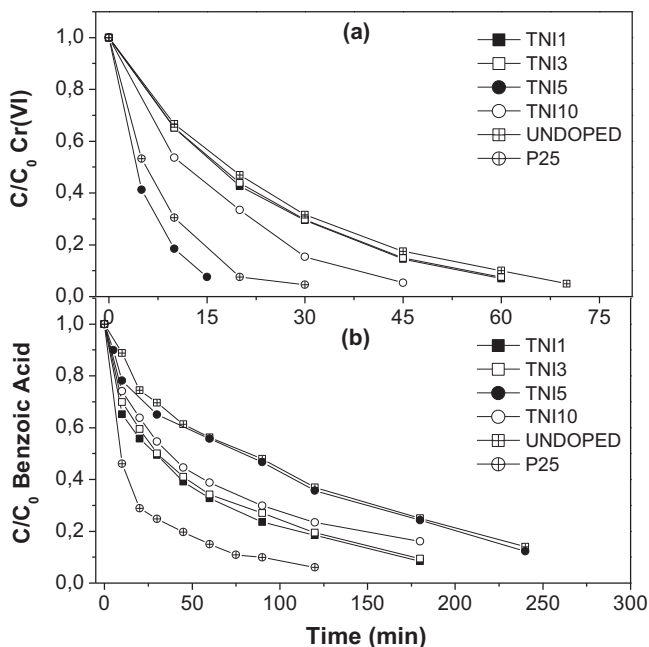 (a)
TNI1
TNI3
TNI5
TNI10
UNDOPED
P25
C/C0 Cr(VI)
1,0
0,8
0,6
0,4
0,2
0,0
0 15 30 45 60 75
(b)
TNI1
TNI3
TNI5
TNI10
UNDOPED
P25
C/C0 Benzoic Acid
1,0
0,8
0,6
0,4
0,2
0,0
0 50 100 150 200 250 300
Time (min)